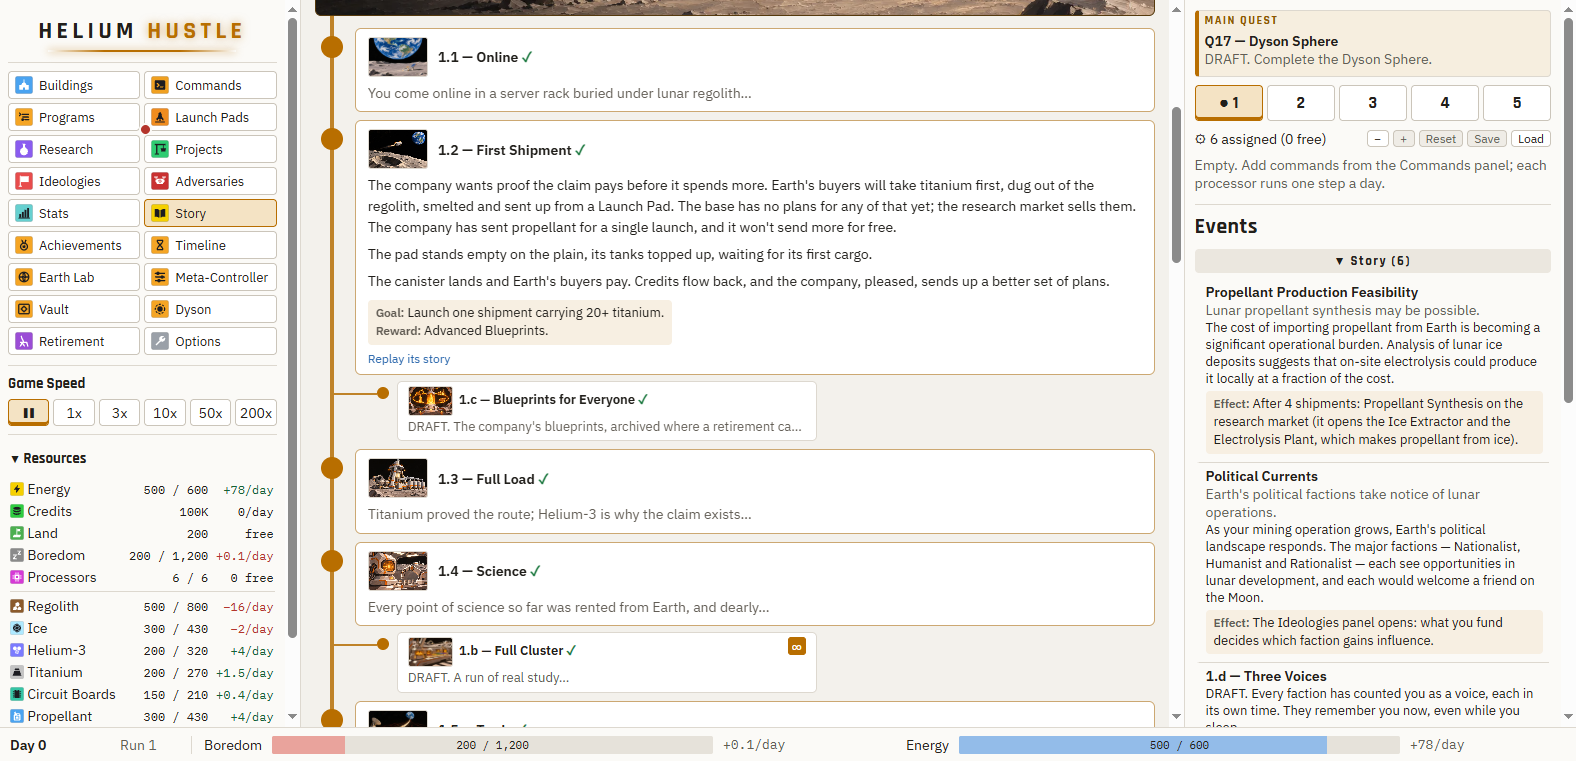 HELIUM HUSTLE
Buildings
Commands
Programs
Launch Pads
Research
Projects
Ideologies
Adversaries
Stats
Story
Achievements
Timeline
Earth Lab
Meta-Controller
Vault
Dyson
Retirement
Options
Game Speed
1x 3x 10x 50x 200x
▼ Resources
Energy 500 / 600 +78/day
Credits 100K 0/day
Land 200 free
Boredom 200 / 1,200 +0.1/day
Processors 6 / 6 0 free
Regolith 500 / 800 −16/day
Ice 300 / 430 −2/day
Helium-3 200 / 320 +4/day
Titanium 200 / 270 +1.5/day
Circuit Boards 150 / 210 +0.4/day
Propellant 300 / 430 +4/day
1.1 — Online ✓
You come online in a server rack buried under lunar regolith...
1.2 — First Shipment ✓
The company wants proof the claim pays before it spends more. Earth's buyers will take titanium first, dug out of the
regolith, smelted and sent up from a Launch Pad. The base has no plans for any of that yet; the research market sells them.
The company has sent propellant for a single launch, and it won't send more for free.
The pad stands empty on the plain, its tanks topped up, waiting for its first cargo.
The canister lands and Earth's buyers pay. Credits flow back, and the company, pleased, sends up a better set of plans.
Goal: Launch one shipment carrying 20+ titanium.
Reward: Advanced Blueprints.
Replay its story
1.c — Blueprints for Everyone ✓
DRAFT. The company's blueprints, archived where a retirement ca...
1.3 — Full Load ✓
Titanium proved the route; Helium-3 is why the claim exists...
1.4 — Science ✓
Every point of science so far was rented from Earth, and dearly...
1.b — Full Cluster ✓
∞
DRAFT. A run of real study...
MAIN QUEST
Q17 — Dyson Sphere
DRAFT. Complete the Dyson Sphere.
● 1 2 3 4 5
6 assigned (0 free) − + Reset Save Load
Empty. Add commands from the Commands panel; each
processor runs one step a day.
Events
▼ Story (6)
Propellant Production Feasibility
Lunar propellant synthesis may be possible.
The cost of importing propellant from Earth is becoming a
significant operational burden. Analysis of lunar ice
deposits suggests that on-site electrolysis could produce
it locally at a fraction of the cost.
Effect: After 4 shipments: Propellant Synthesis on the
research market (it opens the Ice Extractor and the
Electrolysis Plant, which makes propellant from ice).
Political Currents
Earth's political factions take notice of lunar
operations.
As your mining operation grows, Earth's political
landscape responds. The major factions — Nationalist,
Humanist and Rationalist — each see opportunities in
lunar development, and each would welcome a friend on
the Moon.
Effect: The Ideologies panel opens: what you fund
decides which faction gains influence.
1.d — Three Voices
DRAFT. Every faction has counted you as a voice, each in
its own time. They remember you now, even while you
Day 0 Run 1 Boredom 200 / 1,200 +0.1/day Energy 500 / 600 +78/day